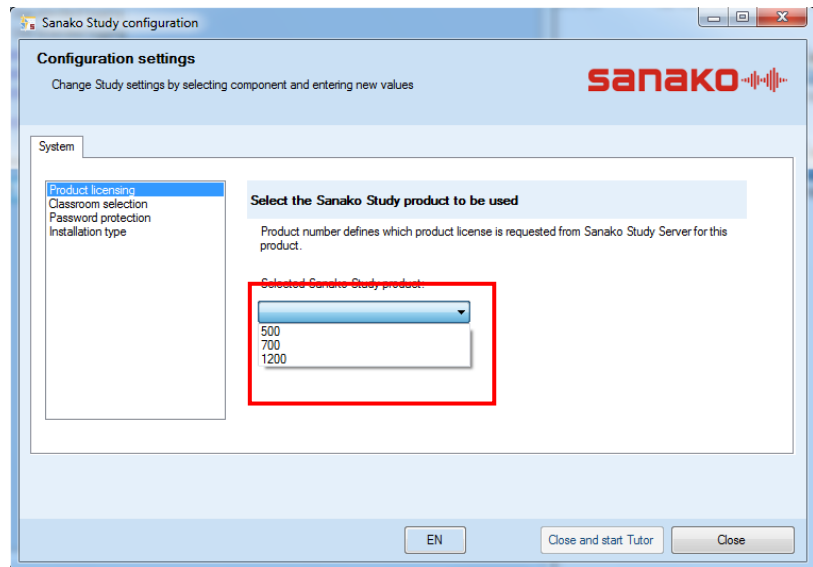 Sanako Study configuration
Configuration settings
Change Study settings by selecting component and entering new values
sanako
System
Product licensing
Classroom selection
Password protection
Installation type
Select the Sanako Study product to be used
Product number defines which product license is requested from Sanako Study Server for this
product.
Selected Sanako Study product:
500
700
1200
EN
Close and start Tutor
Close